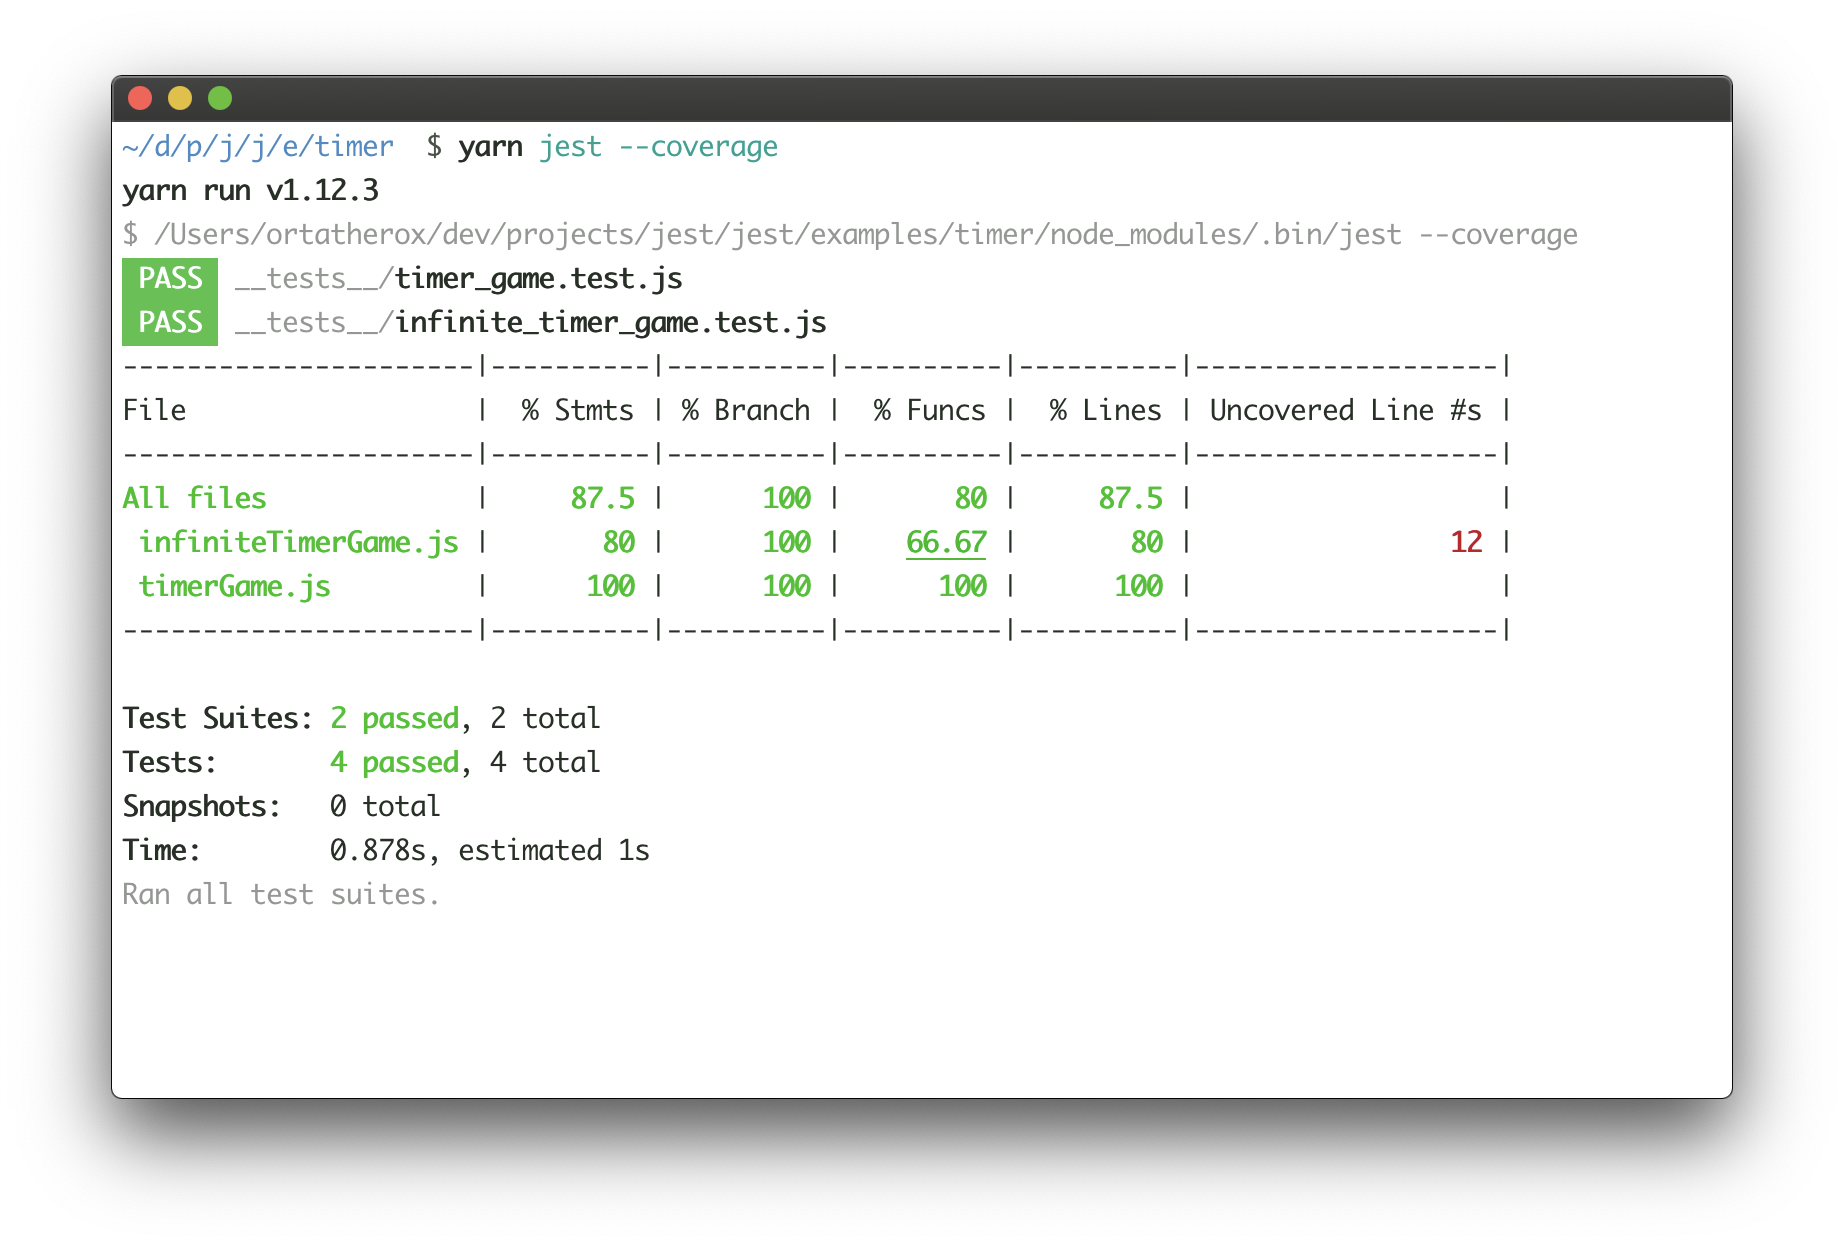 ~/d/p/j/j/e/timer  $ yarn jest --coverage
yarn run v1.12.3
$ /Users/ortatherox/dev/projects/jest/jest/examples/timer/node_modules/.bin/jest --coverage
 PASS  __tests__/timer_game.test.js
 PASS  __tests__/infinite_timer_game.test.js
----------------------|----------|----------|----------|----------|-------------------|
File                  |  % Stmts | % Branch |  % Funcs |  % Lines | Uncovered Line #s |
----------------------|----------|----------|----------|----------|-------------------|
All files             |     87.5 |      100 |       80 |     87.5 |                   |
 infiniteTimerGame.js |       80 |      100 |    66.67 |       80 |                12 |
 timerGame.js         |      100 |      100 |      100 |      100 |                   |
----------------------|----------|----------|----------|----------|-------------------|
Test Suites: 2 passed, 2 total
Tests:       4 passed, 4 total
Snapshots:   0 total
Time:        0.878s, estimated 1s
Ran all test suites.